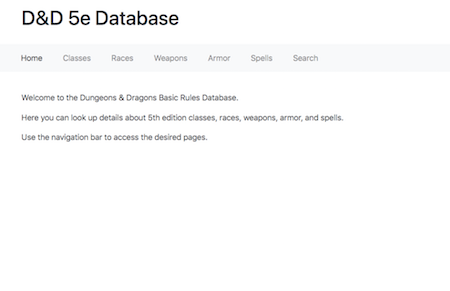 D&D 5e Database
Home Classes Races Weapons Armor Spells Search
Welcome to the Dungeons & Dragons Basic Rules Database.
Here you can look up details about 5th edition classes, races, weapons, armor, and spells.
Use the navigation bar to access the desired pages.